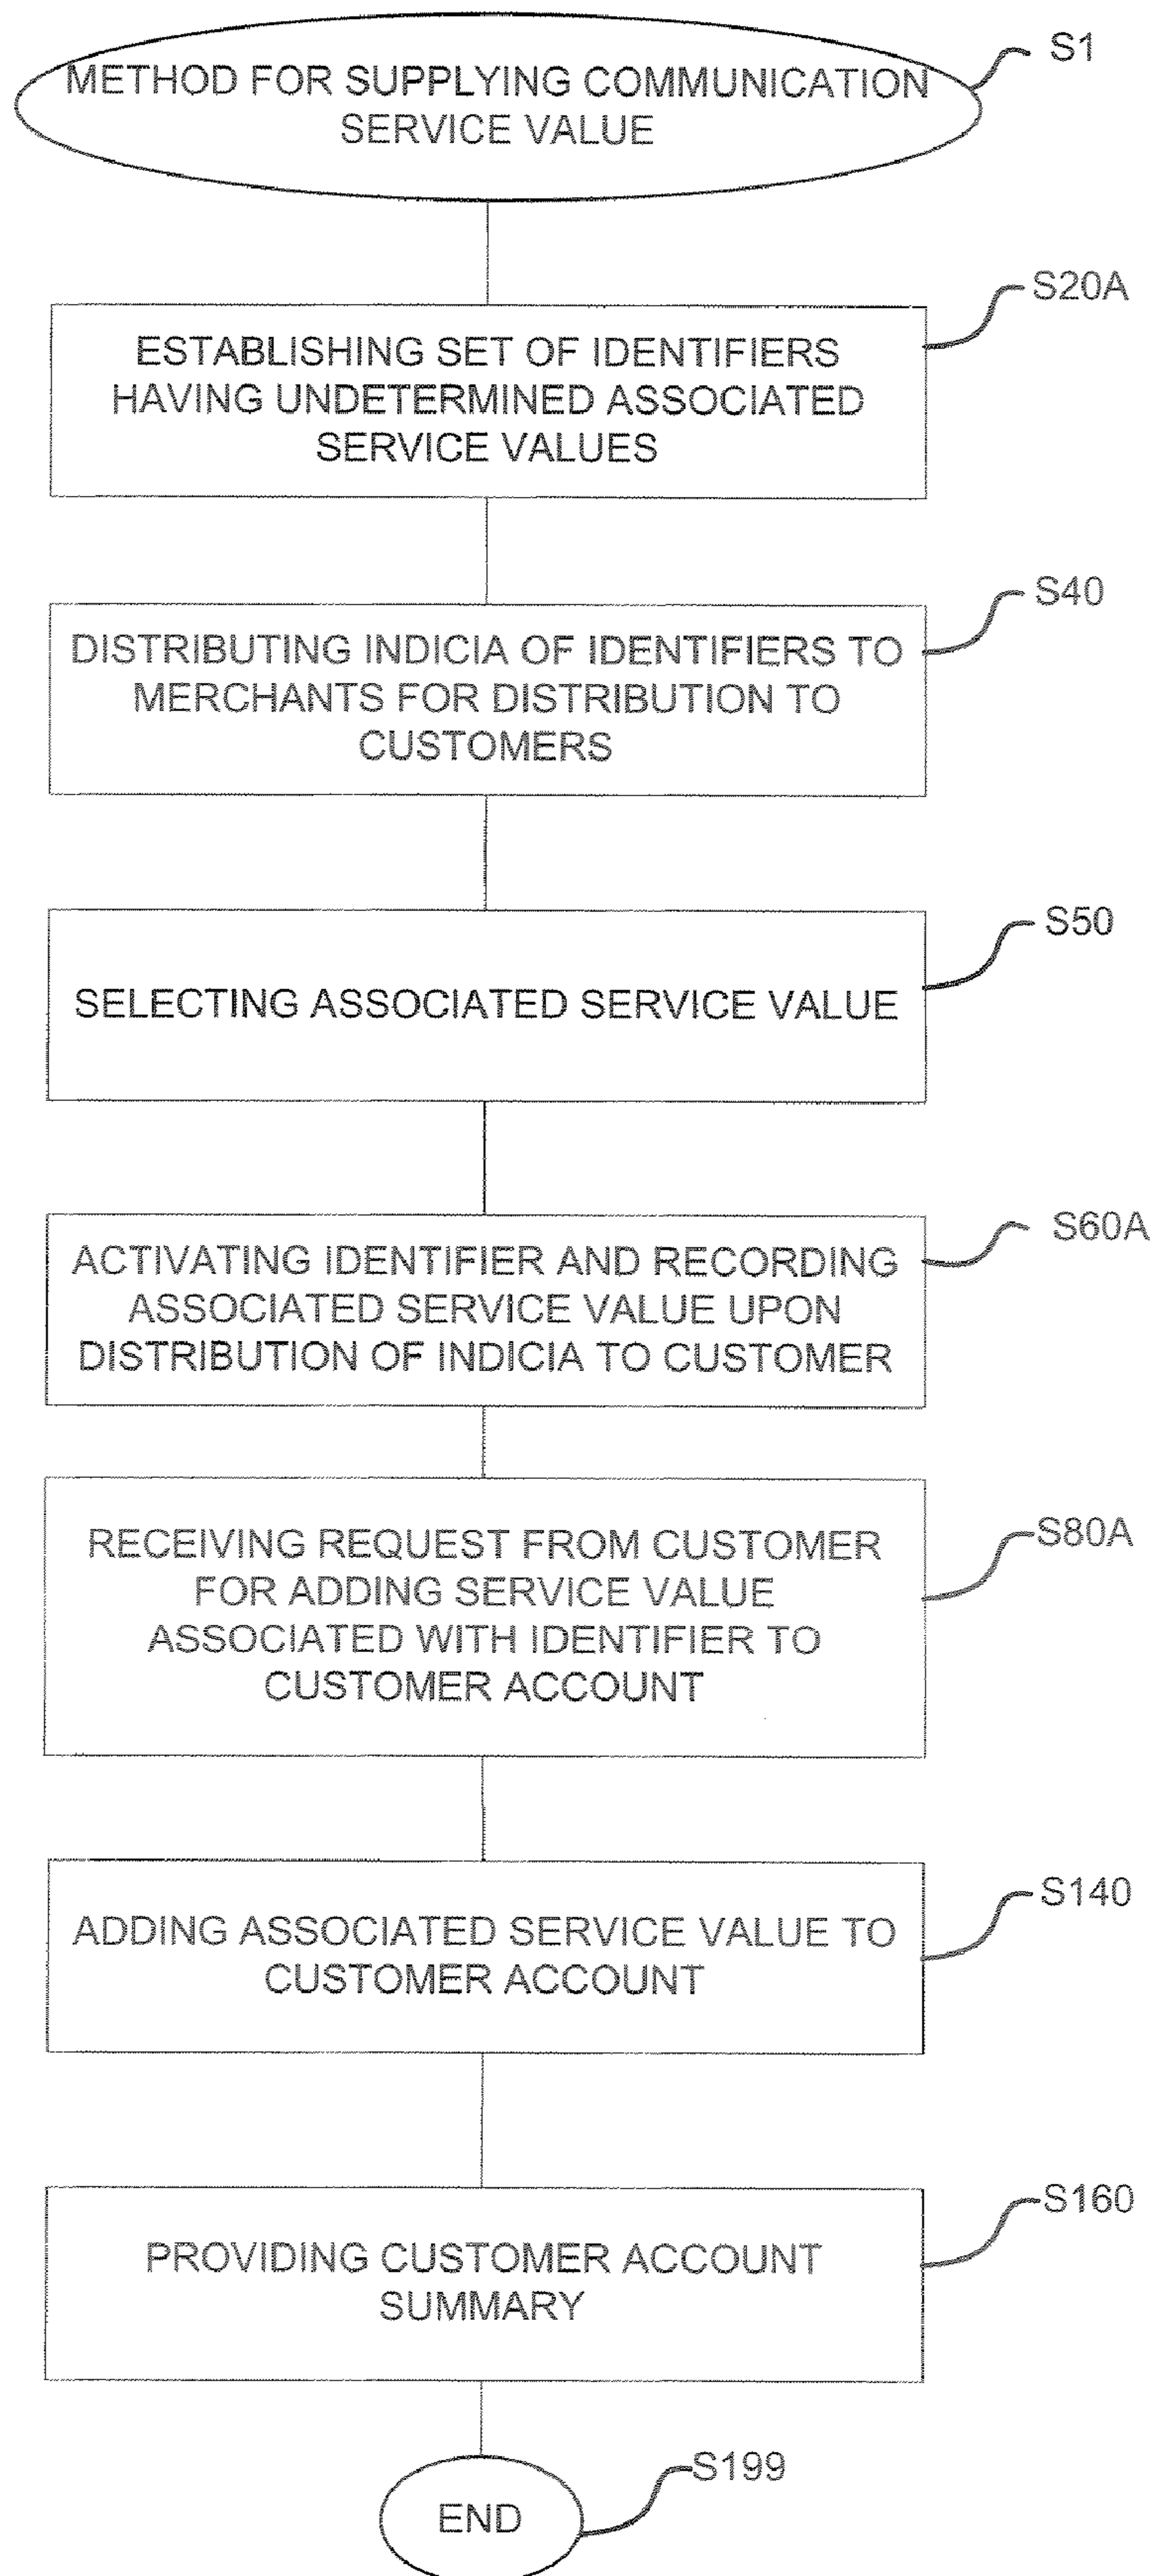 METHOD FOR SUPPLYING COMMUNICATION
SERVICE VALUE
S1
ESTABLISHING SET OF IDENTIFIERS
HAVING UNDETERMINED ASSOCIATED
SERVICE VALUES
S20A
DISTRIBUTING INDICIA OF IDENTIFIERS TO
MERCHANTS FOR DISTRIBUTION TO
CUSTOMERS
S40
SELECTING ASSOCIATED SERVICE VALUE
S50
ACTIVATING IDENTIFIER AND RECORDING
ASSOCIATED SERVICE VALUE UPON
DISTRIBUTION OF INDICIA TO CUSTOMER
S60A
RECEIVING REQUEST FROM CUSTOMER
FOR ADDING SERVICE VALUE
ASSOCIATED WITH IDENTIFIER TO
CUSTOMER ACCOUNT
S80A
ADDING ASSOCIATED SERVICE VALUE TO
CUSTOMER ACCOUNT
S140
PROVIDING CUSTOMER ACCOUNT
SUMMARY
S160
END
S199